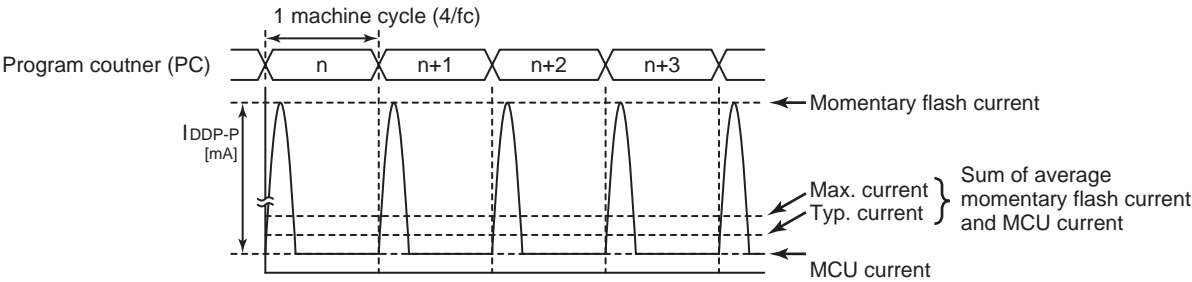 1 machine cycle (4/fc)
Program coutner (PC)
n
n+1
n+2
n+3
Momentary flash current
IDDP-P
[mA]
Max. current
Typ. current
Sum of average
momentary flash current
and MCU current
MCU current